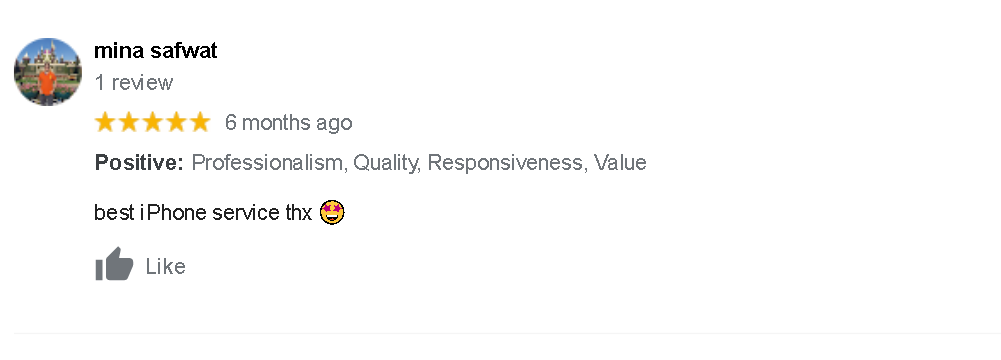 mina safwat
1 review
6 months ago
Positive: Professionalism, Quality, Responsiveness, Value
best iPhone service thx 🤩
Like